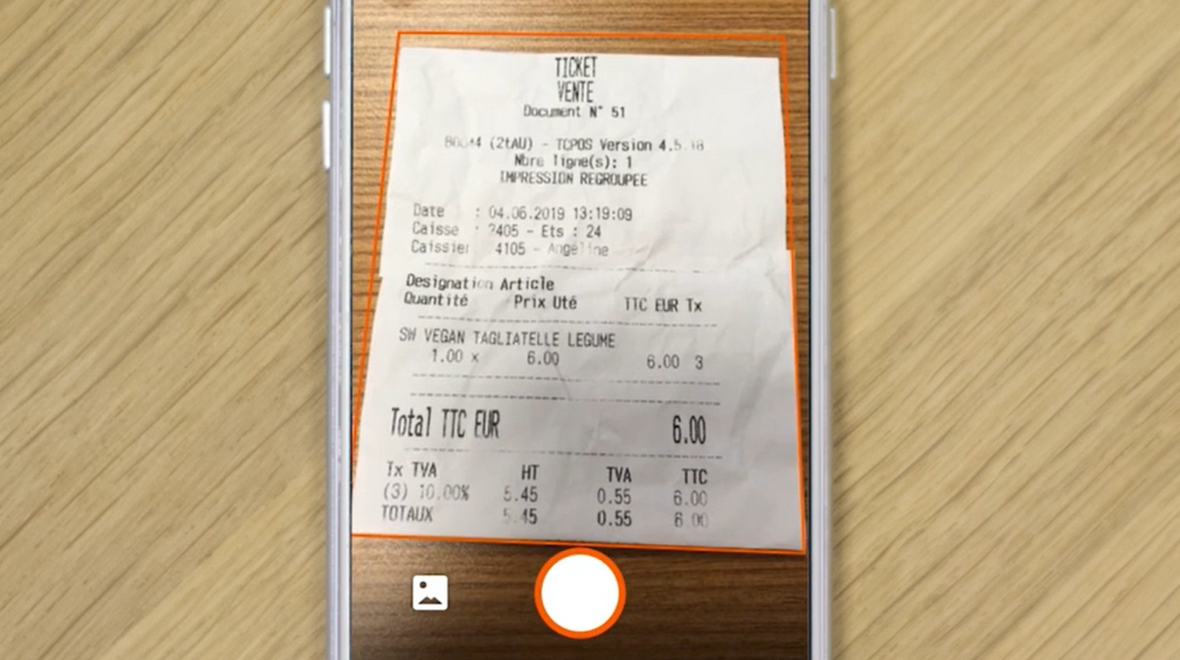 TICKET
VENTE
Document N° 51
(2tAU) - TCPOS Version 4.5.18
Nbre ligne(s): 1
IMPRESSION REGROUPEE
Date : 04.06.2019 13:19:09
Caisse : 2405 - Ets : 24
Caissier 4105 - Angéline
Designation Article
Quantité Prix Uté TTC EUR Tx
SW VEGAN TAGLIATELLE LEGUME
1.00 x 6.00 6.00 3
Total TTC EUR 6.00
Tx TVA HT TVA TTC
(3) 10.00% 5.45 0.55 6.00
TOTAUX 5.45 0.55 6.00